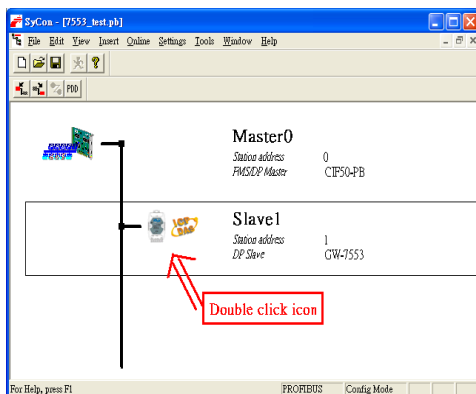 SyCon - [7553_test.pb]
File Edit View Insert Online Settings Tools Window Help
PDD
Master0
Station address 0
FMS/DP Master CIF50-PB
ICP
DAS
Slave1
Station address 1
DP Slave GW-7553
Double click icon
For Help, press F1 PROFIBUS Config Mode